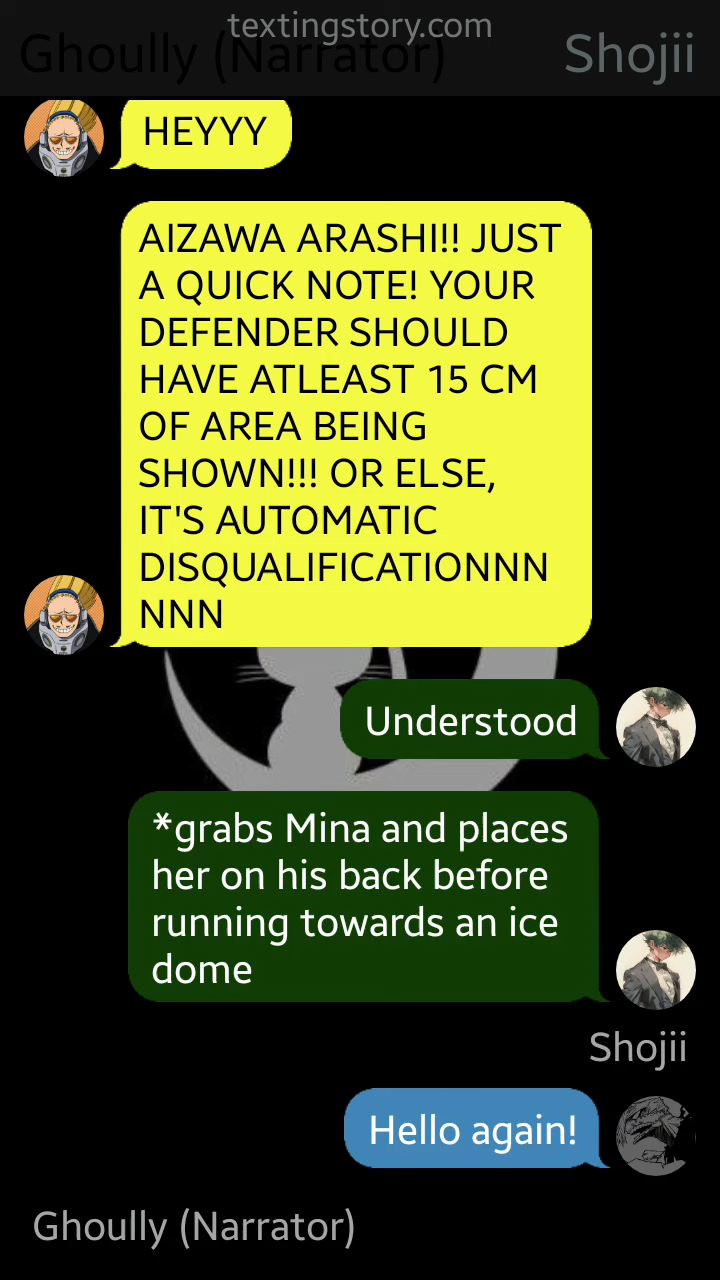 textingstory.com
Ghoully (Narrator)
Shojii
HEYYY
AIZAWA ARASHI!! JUST
A QUICK NOTE! YOUR
DEFENDER SHOULD
HAVE ATLEAST 15 CM
OF AREA BEING
SHOWN!!! OR ELSE,
IT'S AUTOMATIC
DISQUALIFICATIONNN
NNN
Understood
*grabs Mina and places
her on his back before
running towards an ice
dome
Shojii
Hello again!
Ghoully (Narrator)